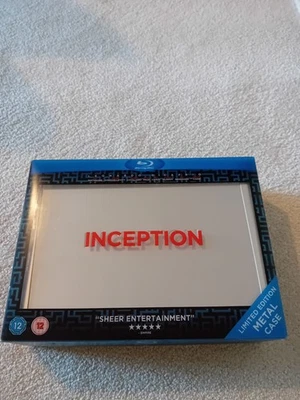 INCEPTION
"SHEER ENTERTAINMENT"
★★★★★
12
12
LIMITED EDITION
METAL
CASE